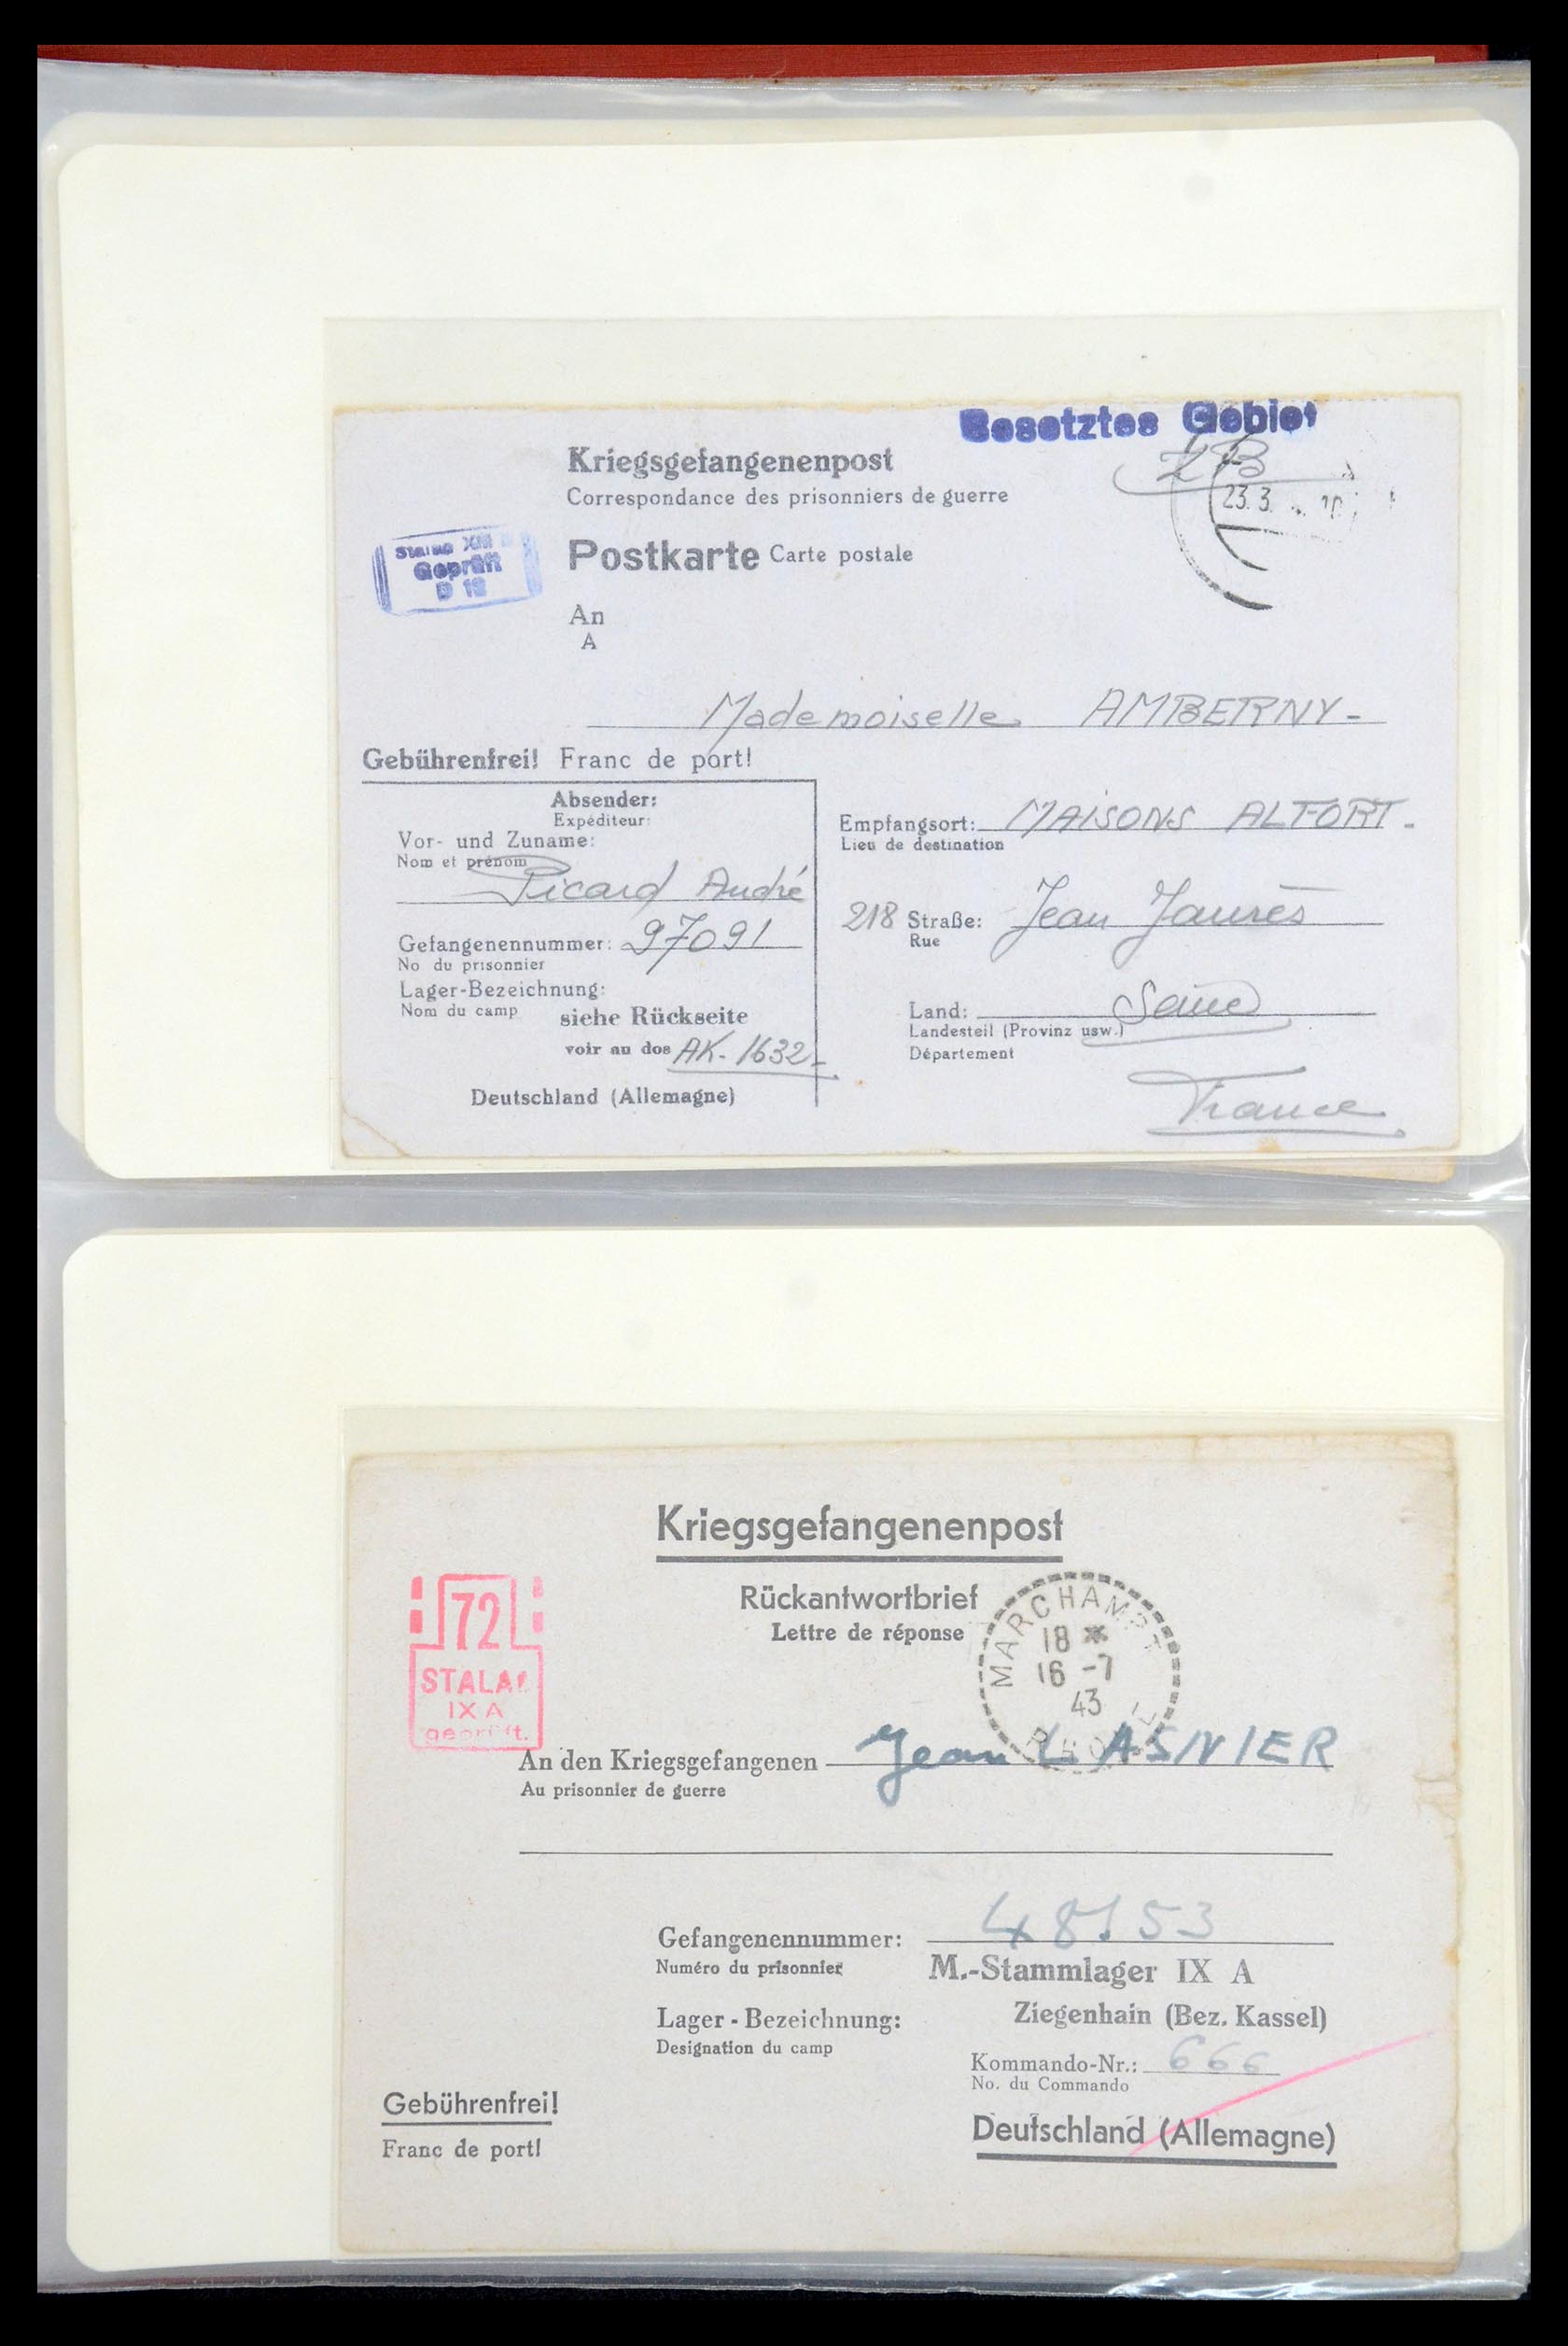 Besetztes Gebiet
Kriegsgefangenenpost
Correspondance des prisonniers de guerre
ZB
23.3.
Geprüft
Postkarte Carte postale
An
A
Mademoiselle AMBERNY-
Gebührenfrei! Franc de port!
Absender:
Expéditeur:
Vor- und Zuname:
Nom et prénom
Picard André
Gefangenennummer: 97091
No du prisonnier
Lager-Bezeichnung:
Nom du camp
siehe Rückseite
voir au dos AK. 1632-
Deutschland (Allemagne)
Empfangsort: MAISONS ALFORT-
Lieu de destination
218 Straße: Jean Jaurès
Rue
Land: Seine
Landesteil (Provinz usw.)
Département
France
Kriegsgefangenenpost
Rückantwortbrief
Lettre de réponse
72
STALAG
IX A
geprüft.
MARCHAMPT
18 *
16 -7
43
RHONE
An den Kriegsgefangenen Jean LASNIER
Au prisonnier de guerre
Gefangenennummer:
Numéro du prisonnier
M.-Stammlager IX A
Lager - Bezeichnung:
Designation du camp
Ziegenhain (Bez. Kassel)
Kommando-Nr.: 666
No. du Commando
Gebührenfrei!
Franc de port!
Deutschland (Allemagne)